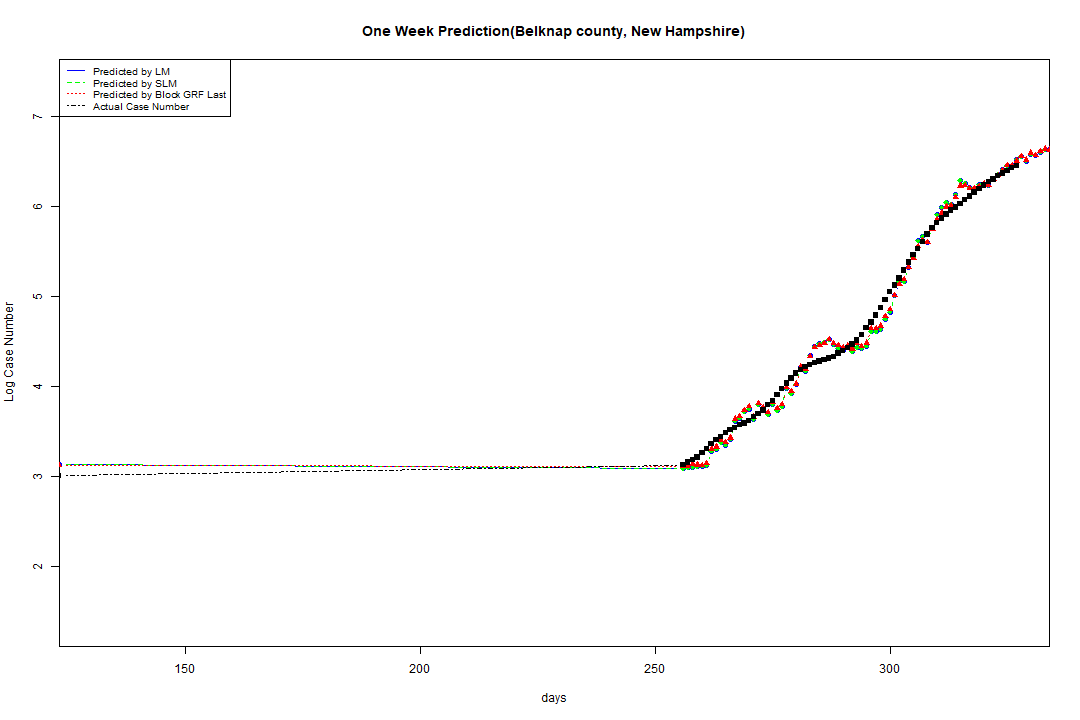 One Week Prediction(Belknap county, New Hampshire)
Predicted by LM
Predicted by SLM
Predicted by Block GRF Last
Actual Case Number
7
6
5
4
3
2
Log Case Number
150 200 250 300
days